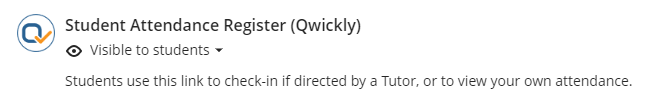 Student Attendance Register (Qwickly)
Visible to students
Students use this link to check-in if directed by a Tutor, or to view your own attendance.